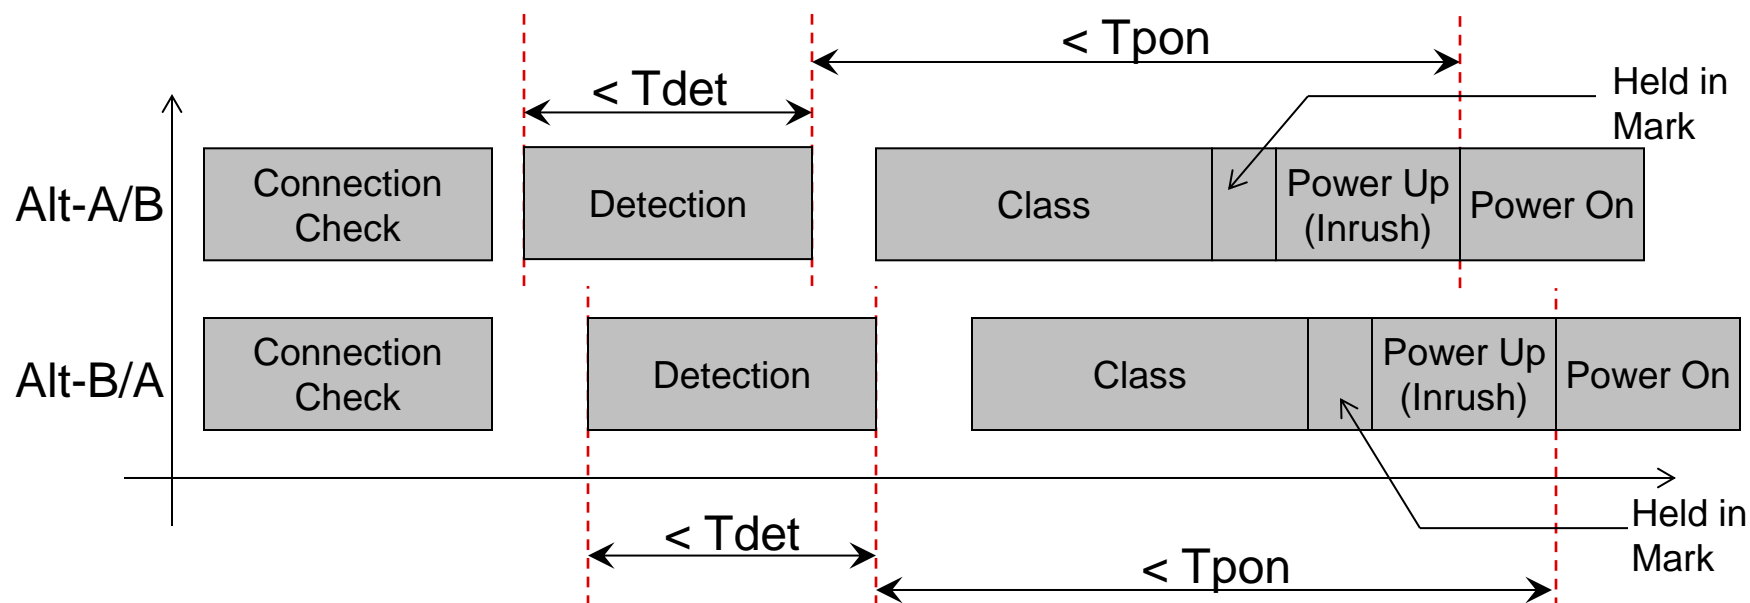 < Tpon
< Tdet
Held in
Mark
Alt-A/B
Connection
Check
Detection
Class
Power Up
(Inrush)
Power On
Alt-B/A
Connection
Check
Detection
Class
Power Up
(Inrush)
Power On
< Tdet
< Tpon
Held in
Mark